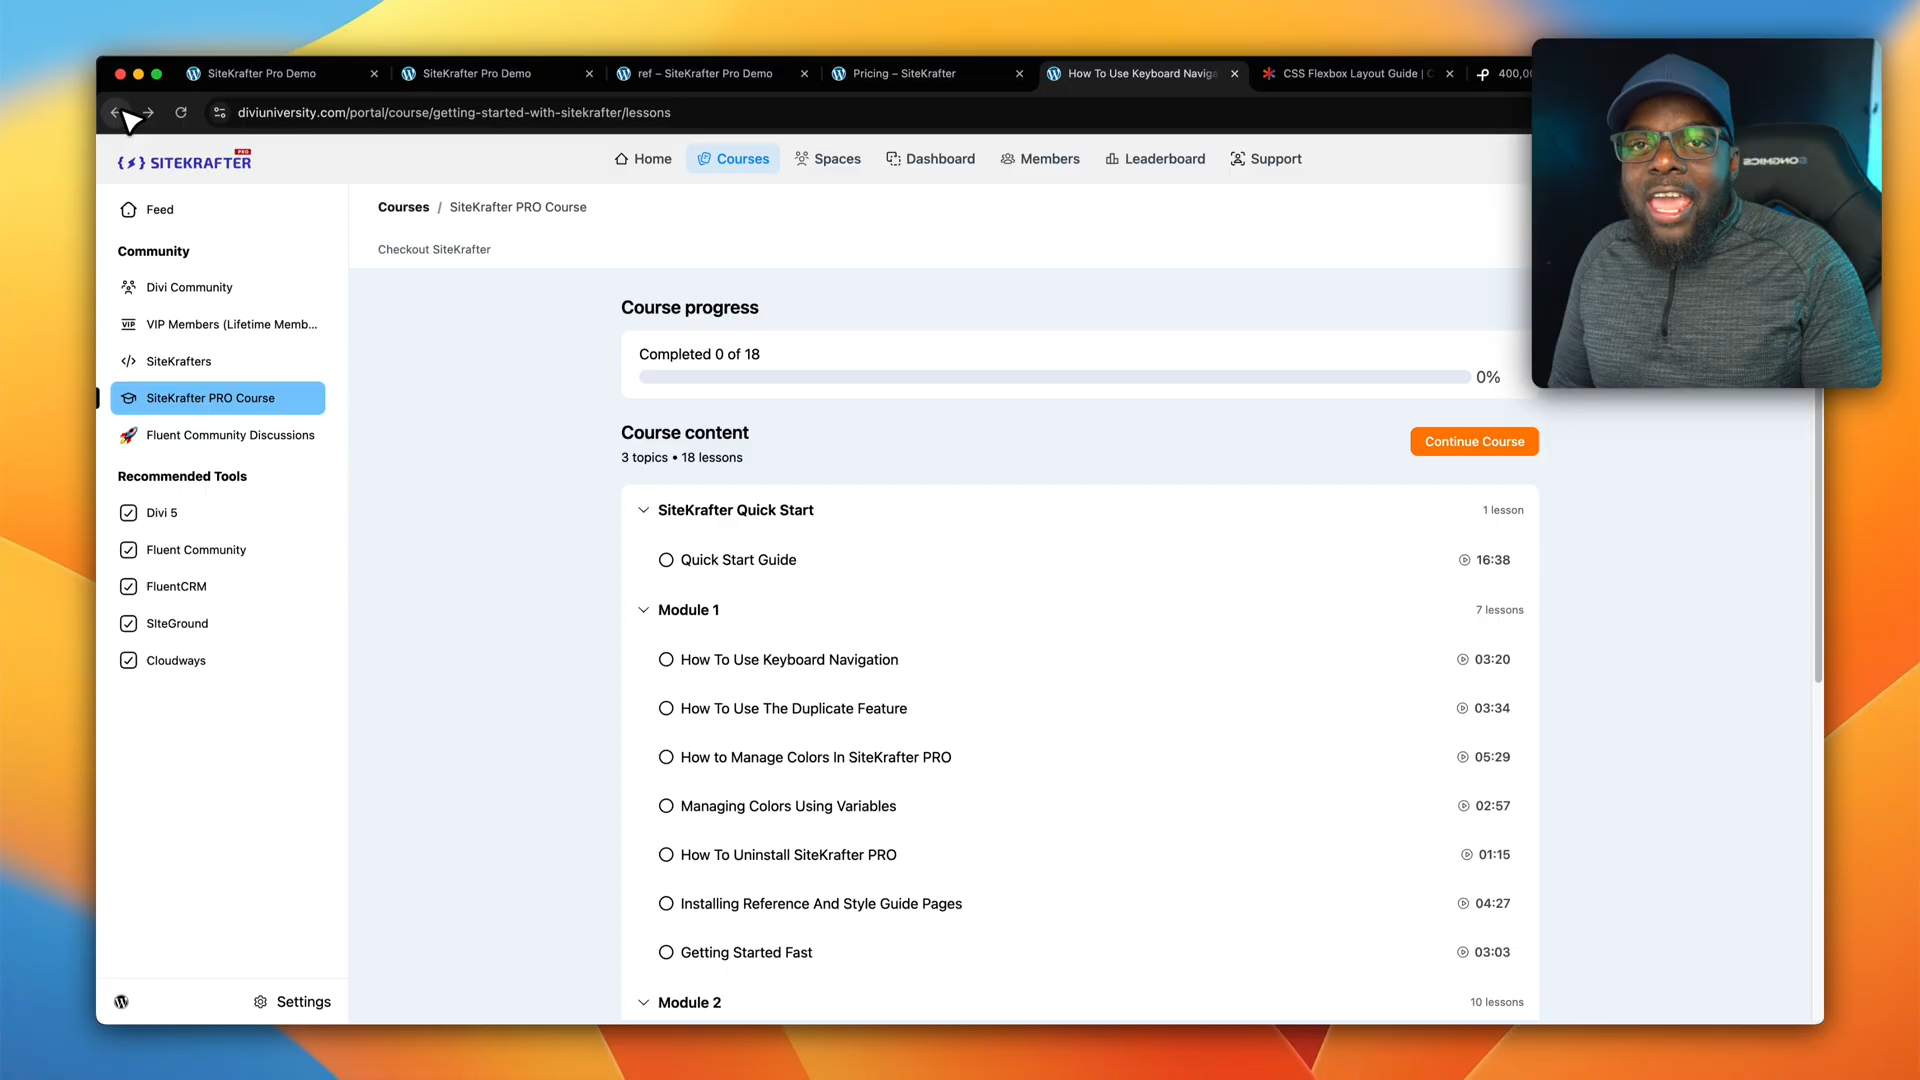 SiteKrafter Pro Demo
SiteKrafter Pro Demo
ref – SiteKrafter Pro Demo
Pricing – SiteKrafter
How To Use Keyboard Naviga
CSS Flexbox Layout Guide | C
400,00
diviuniversity.com/portal/course/getting-started-with-sitekrafter/lessons
{⚡} SITEKRAFTER PRO
Home
Courses
Spaces
Dashboard
Members
Leaderboard
Support
Feed
Community
Divi Community
VIP VIP Members (Lifetime Memb...
SiteKrafters
SiteKrafter PRO Course
Fluent Community Discussions
Recommended Tools
Divi 5
Fluent Community
FluentCRM
SIteGround
Cloudways
Settings
Courses / SiteKrafter PRO Course
Checkout SiteKrafter
Course progress
Completed 0 of 18
0%
Course content
3 topics • 18 lessons
Continue Course
SiteKrafter Quick Start
1 lesson
Quick Start Guide
16:38
Module 1
7 lessons
How To Use Keyboard Navigation
03:20
How To Use The Duplicate Feature
03:34
How to Manage Colors In SiteKrafter PRO
05:29
Managing Colors Using Variables
02:57
How To Uninstall SiteKrafter PRO
01:15
Installing Reference And Style Guide Pages
04:27
Getting Started Fast
03:03
Module 2
10 lessons